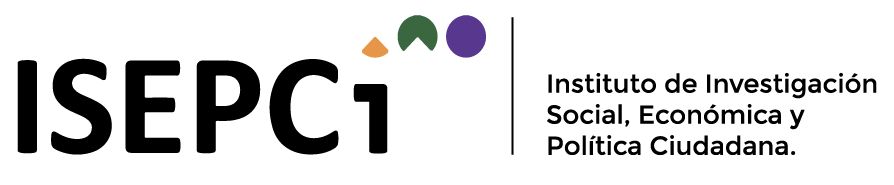 ISEPCi
Instituto de Investigación
Social, Económica y
Política Ciudadana.